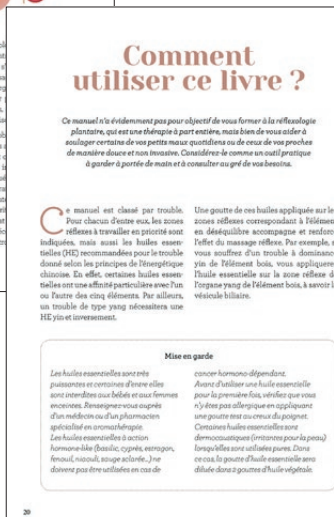 Comment
utiliser ce livre ?
Ce manuel n'a évidemment pas pour objectif de vous former à la réflexologie
plantaire, qui est une thérapie à part entière, mais bien de vous aider à
soulager certains de vos petits maux quotidiens ou de ceux de vos proches
de manière douce et non invasive. Considérez-le comme un outil pratique
à garder à portée de main et à consulter au gré de vos besoins.
Ce manuel est classé par trouble.
Pour chacun d'entre eux, les zones
réflexes à travailler en priorité sont
indiquées, mais aussi les huiles essen-
tielles (HE) recommandées pour le trouble
donné selon les principes de l'énergétique
chinoise. En effet, certaines huiles essen-
tielles ont une affinité particulière avec l'un
ou l'autre des cinq éléments. Par ailleurs,
un trouble de type yang nécessitera une
HE yin et inversement.
Une goutte de ces huiles appliquée sur les
zones réflexes correspondant à l'élément
en déséquilibre accompagne et renforce
l'effet du massage réflexe. Par exemple, si
vous souffrez d'un trouble à dominance
yin de l'élément bois, vous appliquerez
l'huile essentielle sur la zone réflexe de
l'organe yang de l'élément bois, à savoir la
vésicule biliaire.
Mise en garde
Les huiles essentielles sont très
puissantes et certaines d'entre elles
sont interdites aux bébés et aux femmes
enceintes. Renseignez-vous auprès
d'un médecin ou d'un pharmacien
spécialisé en aromathérapie.
Les huiles essentielles à action
hormone-like (basilic, cyprès, estragon,
fenouil, niaouli, sauge sclarée...) ne
doivent pas être utilisées en cas de
cancer hormono-dépendant.
Avant d'utiliser une huile essentielle
pour la première fois, vérifiez que vous
n'y êtes pas allergique en appliquant
une goutte test au creux du poignet.
Certaines huiles essentielles sont
dermocaustiques (irritantes pour la peau)
lorsqu'elles sont utilisées pures. Dans
ce cas, la goutte d'huile essentielle sera
diluée dans 2 gouttes d'huile végétale.
20